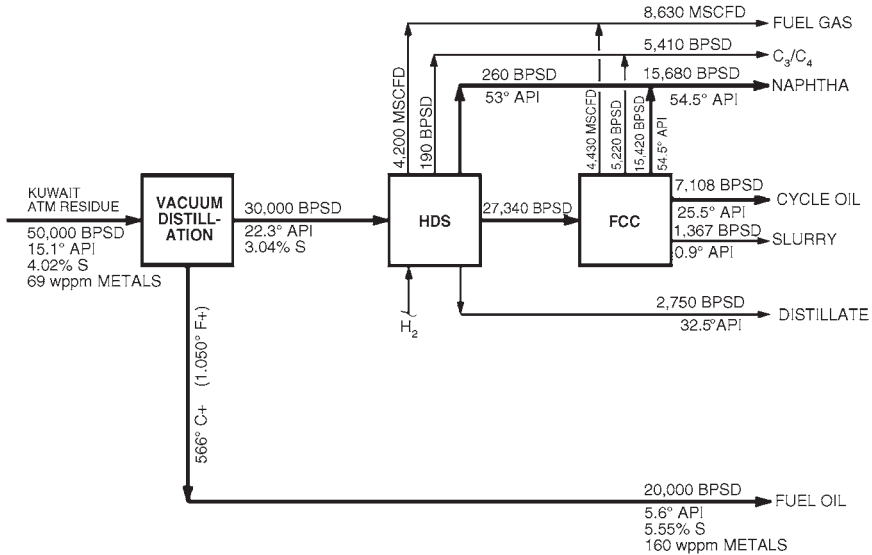 8,630 MSCFD
FUEL GAS
5,410 BPSD
C₃/C₄
260 BPSD
15,680 BPSD
NAPHTHA
53° API
54.5° API
4,200 MSCFD
190 BPSD
4,430 MSCFD
5,220 BPSD
15,420 BPSD
54.5° API
KUWAIT
ATM RESIDUE
50,000 BPSD
15.1° API
4.02% S
69 wppm METALS
VACUUM
DISTILL-
ATION
30,000 BPSD
22.3° API
3.04% S
HDS
27,340 BPSD
FCC
7,108 BPSD
CYCLE OIL
25.5° API
1,367 BPSD
SLURRY
0.9° API
H₂
2,750 BPSD
DISTILLATE
32.5°API
566° C+ (1.050° F+)
20,000 BPSD
FUEL OIL
5.6° API
5.55% S
160 wppm METALS